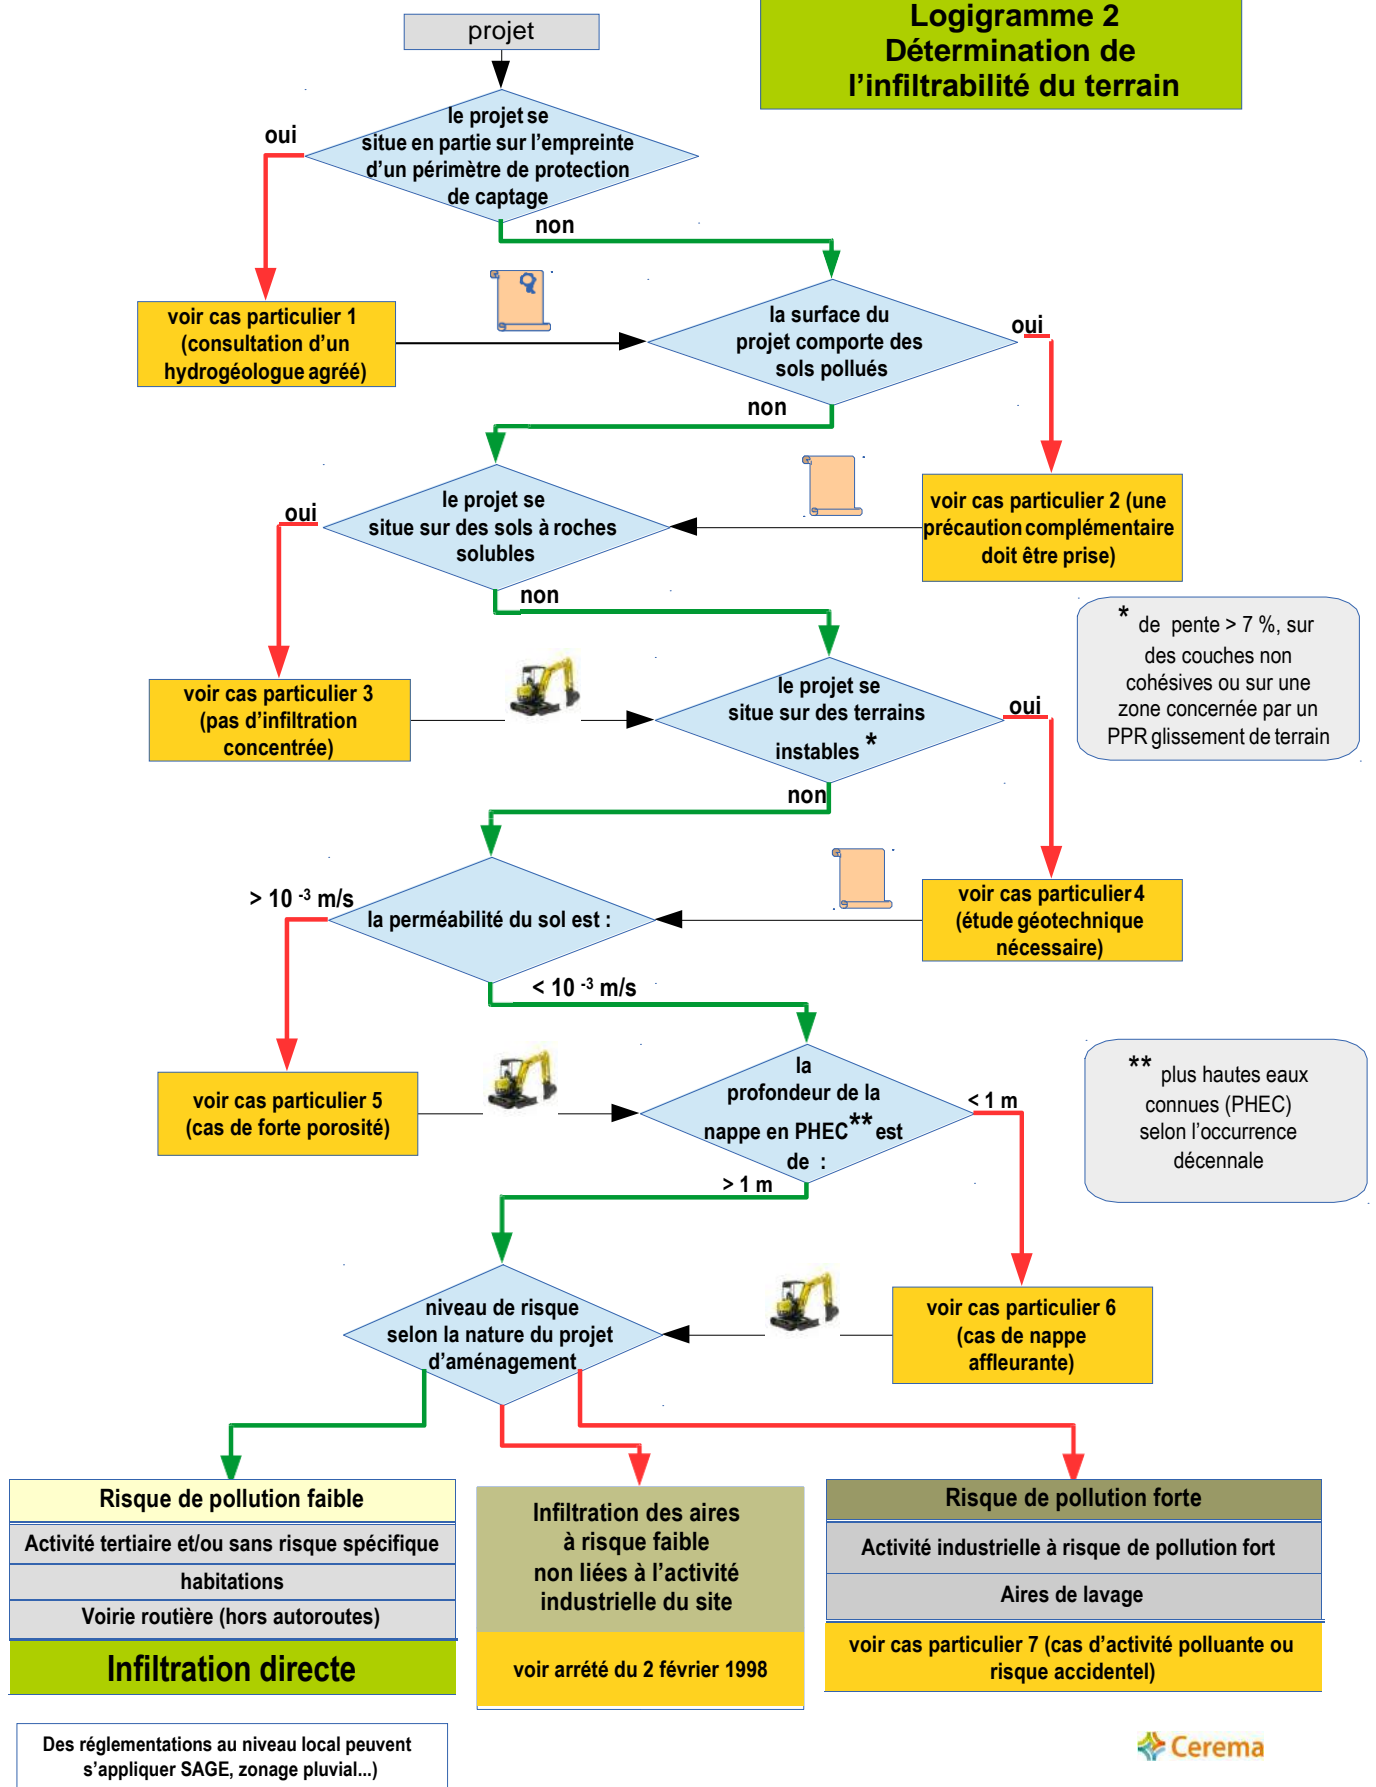 Logigramme 2
Détermination de
l'infiltrabilité du terrain
projet
le projet se
situe en partie sur l'empreinte
d'un périmètre de protection
de captage
oui
non
voir cas particulier 1
(consultation d'un
hydrogéologue agréé)
la surface du
projet comporte des
sols pollués
oui
non
voir cas particulier 2 (une
précaution complémentaire
doit être prise)
le projet se
situe sur des sols à roches
solubles
oui
non
* de pente > 7 %, sur
des couches non
cohésives ou sur une
zone concernée par un
PPR glissement de terrain
voir cas particulier 3
(pas d'infiltration
concentrée)
le projet se
situe sur des terrains
instables *
oui
non
voir cas particulier 4
(étude géotechnique
nécessaire)
la perméabilité du sol est :
> 10 -3 m/s
< 10 -3 m/s
voir cas particulier 5
(cas de forte porosité)
la
profondeur de la
nappe en PHEC** est
de :
< 1 m
> 1 m
** plus hautes eaux
connues (PHEC)
selon l'occurrence
décennale
voir cas particulier 6
(cas de nappe
affleurante)
niveau de risque
selon la nature du projet
d'aménagement
Risque de pollution faible
Activité tertiaire et/ou sans risque spécifique
habitations
Voirie routière (hors autoroutes)
Infiltration directe
Infiltration des aires
à risque faible
non liées à l'activité
industrielle du site
voir arrété du 2 février 1998
Risque de pollution forte
Activité industrielle à risque de pollution fort
Aires de lavage
voir cas particulier 7 (cas d'activité polluante ou
risque accidentel)
Des réglementations au niveau local peuvent
s'appliquer SAGE, zonage pluvial...)
Cerema